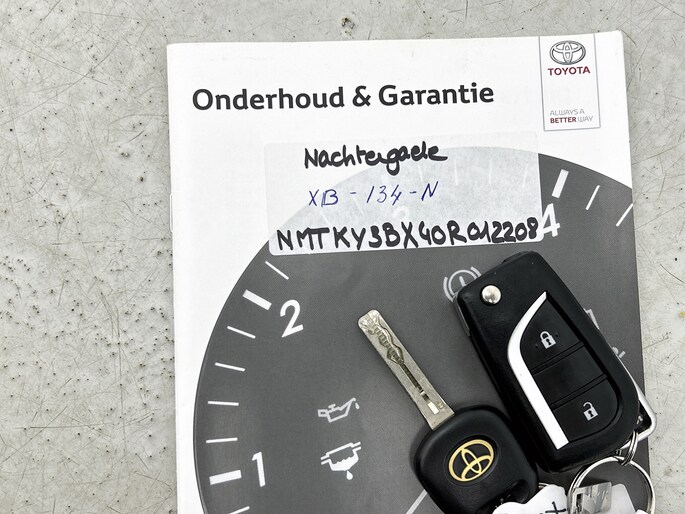 TOYOTA
ALWAYS A
BETTER WAY
Onderhoud & Garantie
Nachtergaele
XB-134-N
NMTKY3BX40R012208
4
2
1